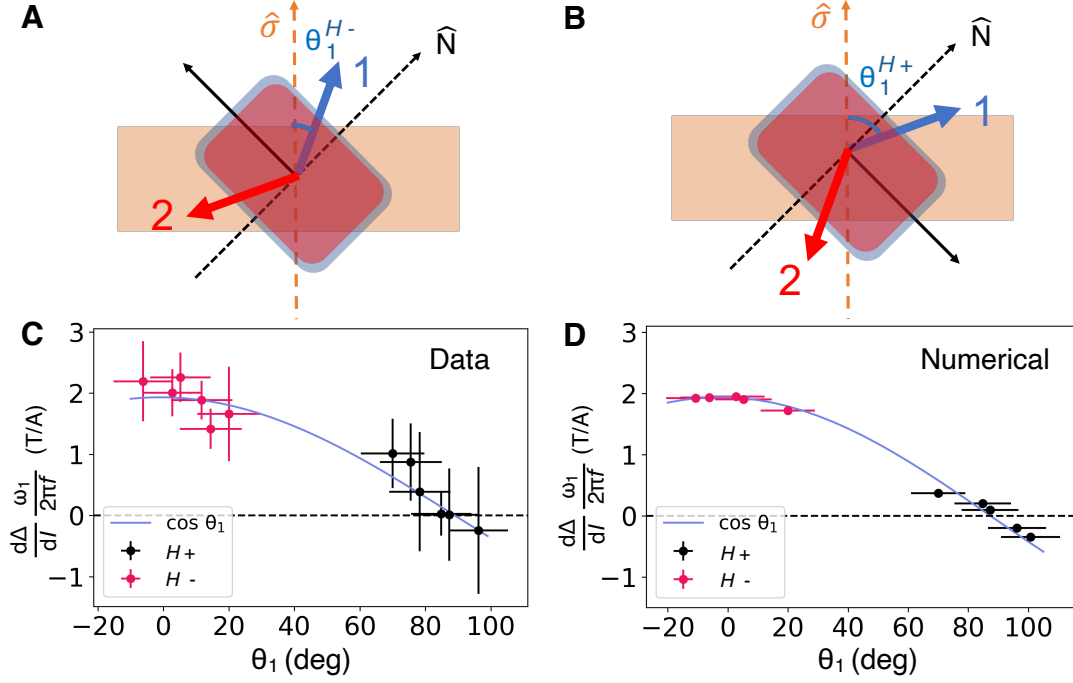 A
σ̂
θ₁ᴴ⁻
N̂
1
2
B
σ̂
θ₁ᴴ⁺
N̂
1
2
C
Data
3
2
1
0
−1
dΔ/dI ω₁/2πf (T/A)
cos θ₁
H+
H -
−20 0 20 40 60 80 100
θ₁ (deg)
D
Numerical
3
2
1
0
−1
dΔ/dI ω₁/2πf (T/A)
cos θ₁
H+
H -
−20 0 20 40 60 80 100
θ₁ (deg)